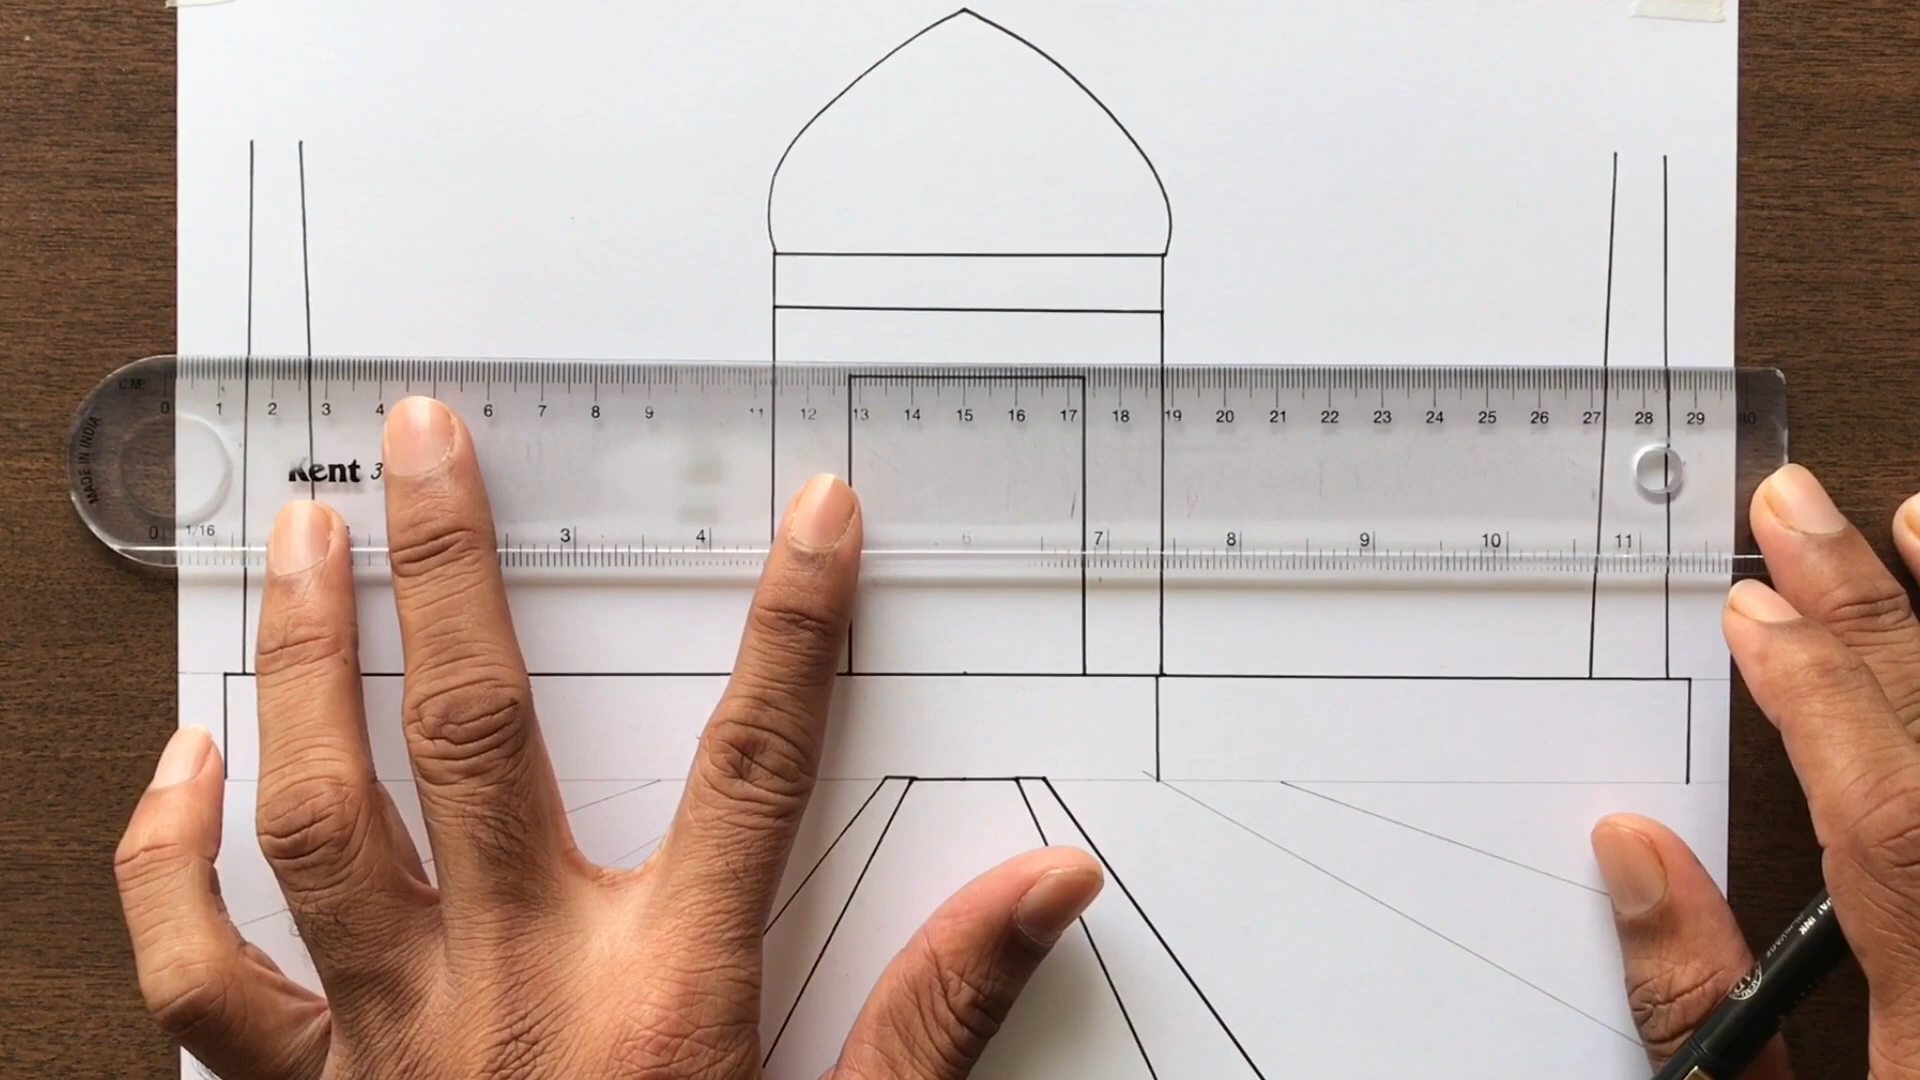 C.M.
0 1 2 3 4 6 7 8 9 11 12 13 14 15 16 17 18 19 20 21 22 23 24 25 26 27 28 29 30
MADE IN INDIA
Kent 3
0 1/16 3 4 6 7 8 9 10 11